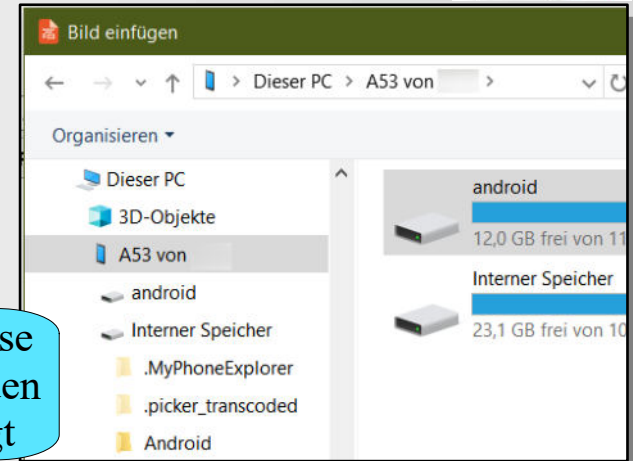 Bild einfügen
Dieser PC > A53 von >
Organisieren
Dieser PC
3D-Objekte
A53 von
android
Interner Speicher
.MyPhoneExplorer
.picker_transcoded
Android
android
12,0 GB frei von 11
Interner Speicher
23,1 GB frei von 10
se
en
gt